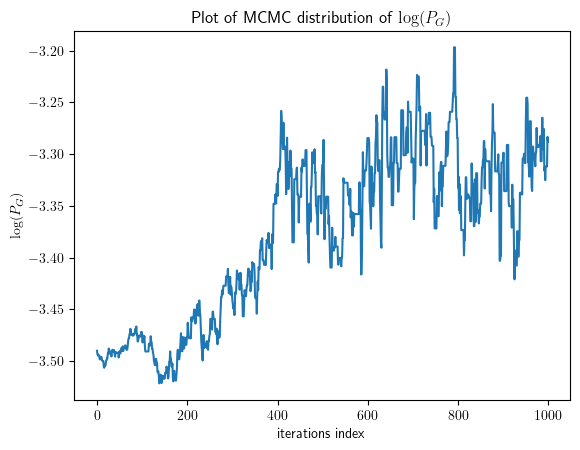 Plot of MCMC distribution of log(P_G)
log(P_G)
−3.20
−3.25
−3.30
−3.35
−3.40
−3.45
−3.50
0 200 400 600 800 1000
iterations index